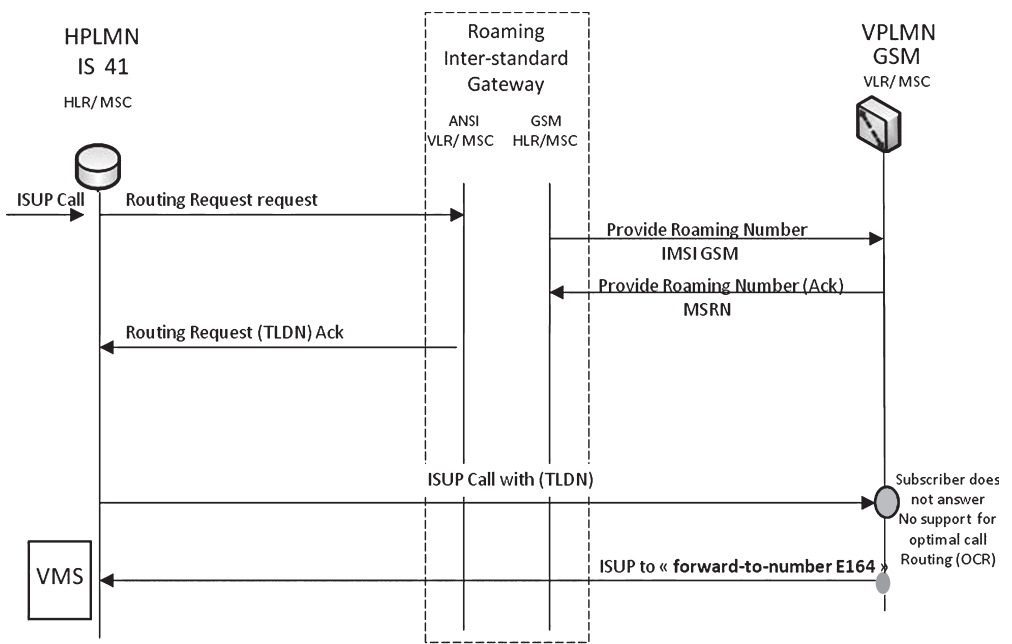 HPLMN
IS 41
HLR/ MSC
Roaming
Inter-standard
Gateway
ANSI
VLR/ MSC
GSM
HLR/MSC
VPLMN
GSM
VLR/ MSC
ISUP Call
Routing Request request
Provide Roaming Number
IMSI GSM
Provide Roaming Number (Ack)
MSRN
Routing Request (TLDN) Ack
ISUP Call with (TLDN)
Subscriber does
not answer
No support for
optimal call
Routing (OCR)
VMS
ISUP to « forward-to-number E164 »